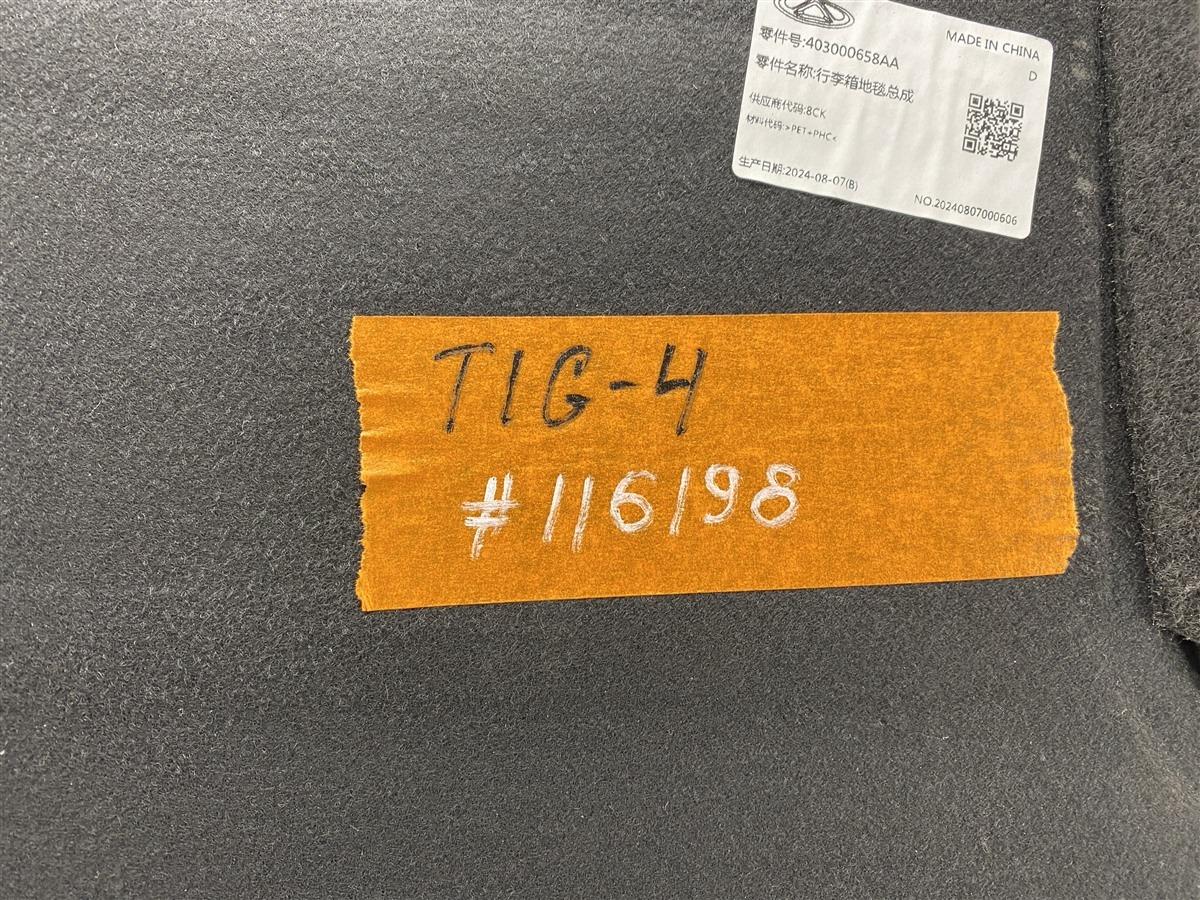 MADE IN CHINA
D
零件号:403000658AA
零件名称:行李箱地毯总成
供应商代码:8CK
材料代码:>PET+PHC<
生产日期:2024-08-07(B)
NO.20240807000606
TIG-4
#116198